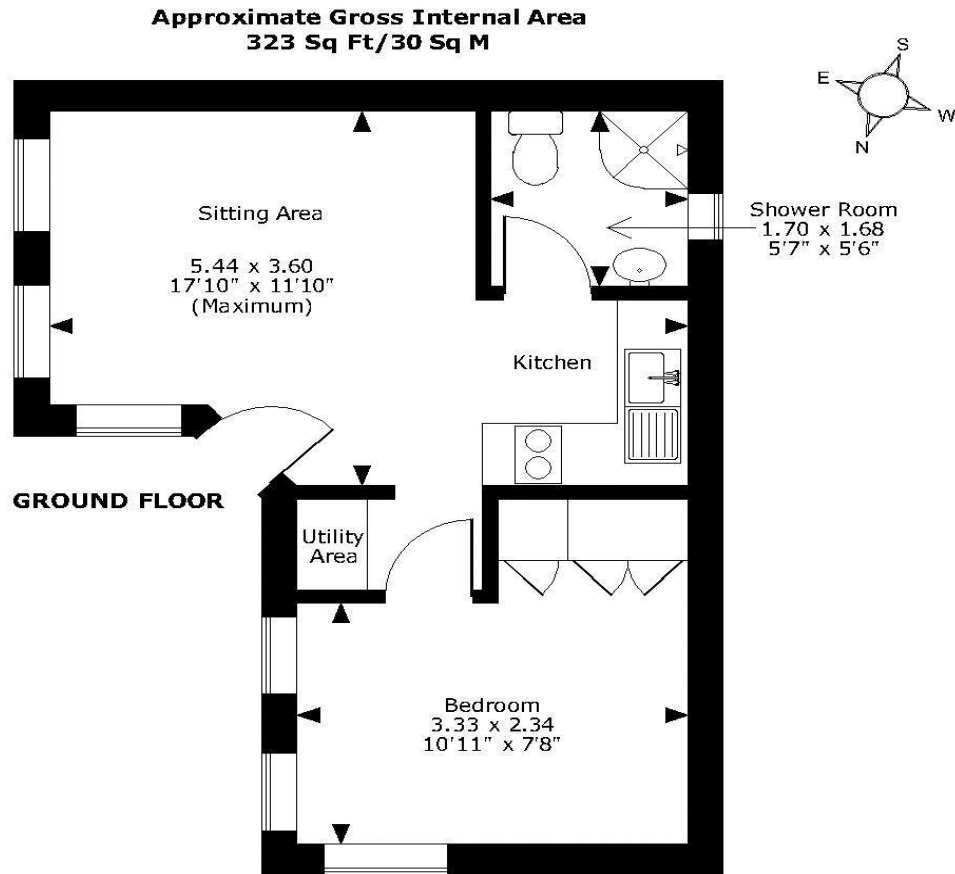 Approximate Gross Internal Area
323 Sq Ft/30 Sq M
S
E
W
N
Sitting Area
5.44 x 3.60
17'10" x 11'10"
(Maximum)
Shower Room
1.70 x 1.68
5'7" x 5'6"
Kitchen
GROUND FLOOR
Utility
Area
Bedroom
3.33 x 2.34
10'11" x 7'8"